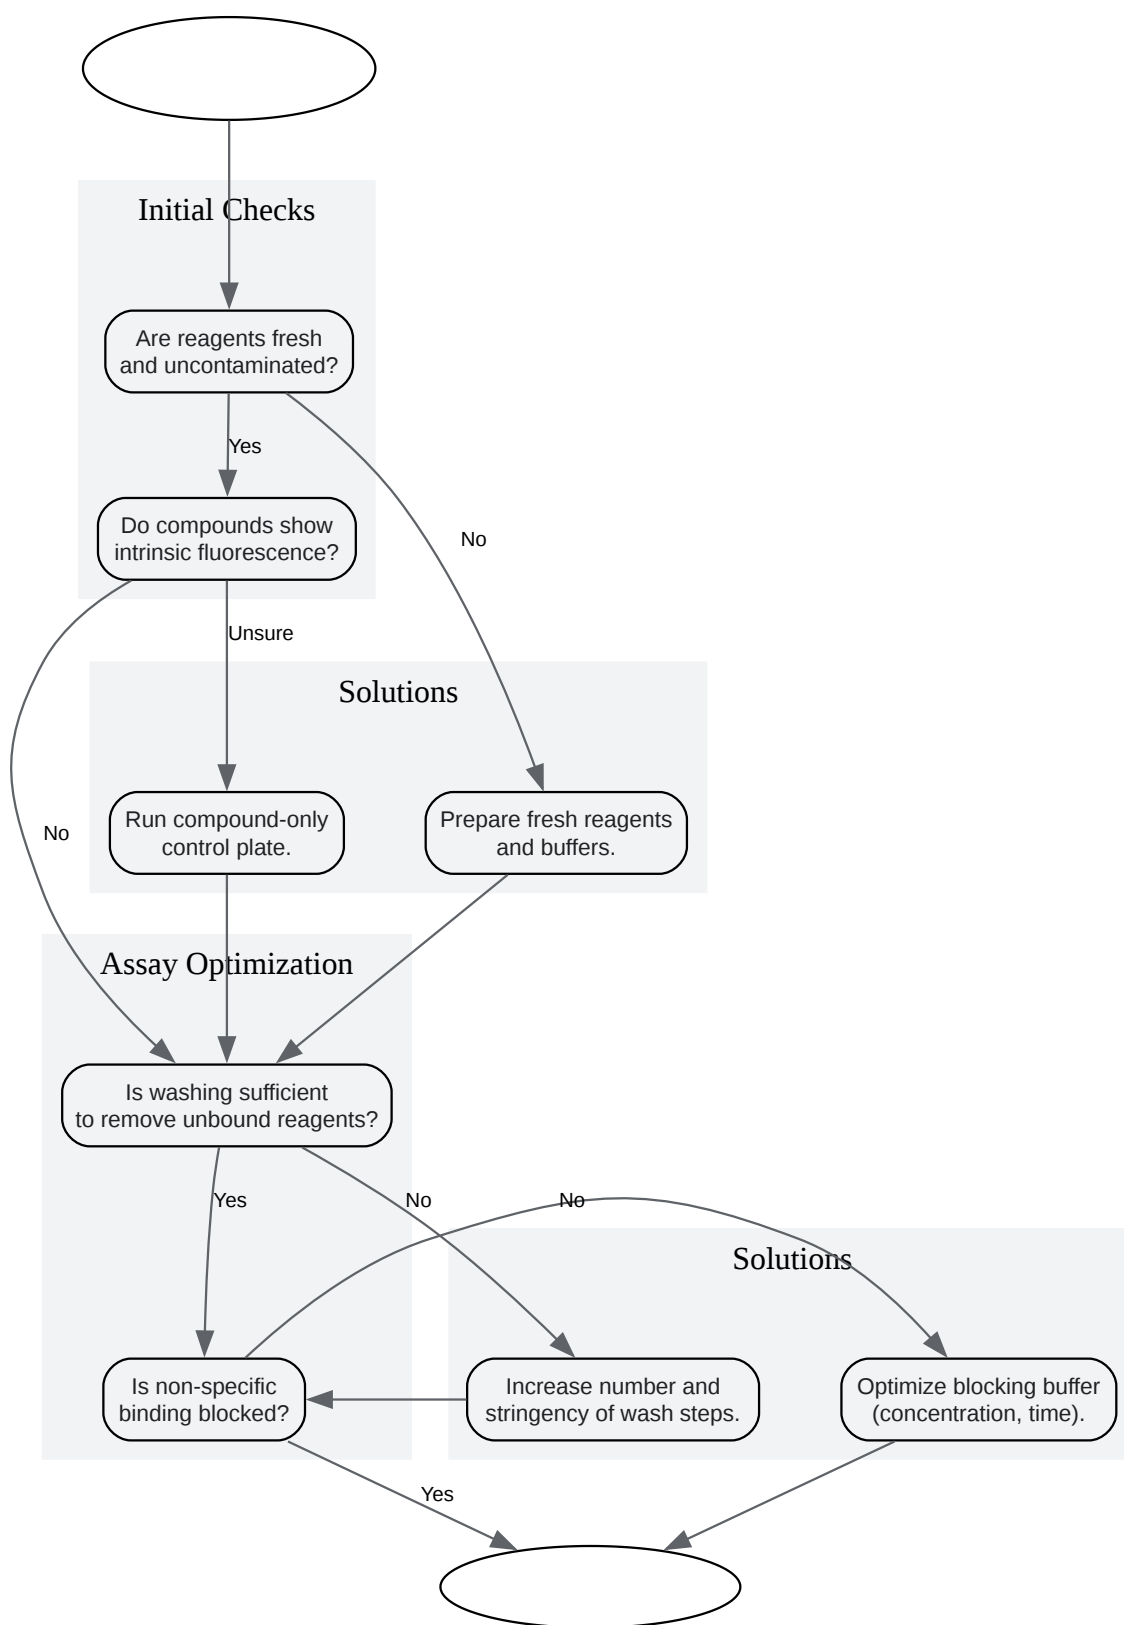 Initial Checks
Are reagents fresh
and uncontaminated?
Yes
No
Do compounds show
intrinsic fluorescence?
Unsure
Solutions
Run compound-only
control plate.
Prepare fresh reagents
and buffers.
No
Assay Optimization
Is washing sufficient
to remove unbound reagents?
Yes
No
No
Solutions
Is non-specific
binding blocked?
Increase number and
stringency of wash steps.
Optimize blocking buffer
(concentration, time).
Yes